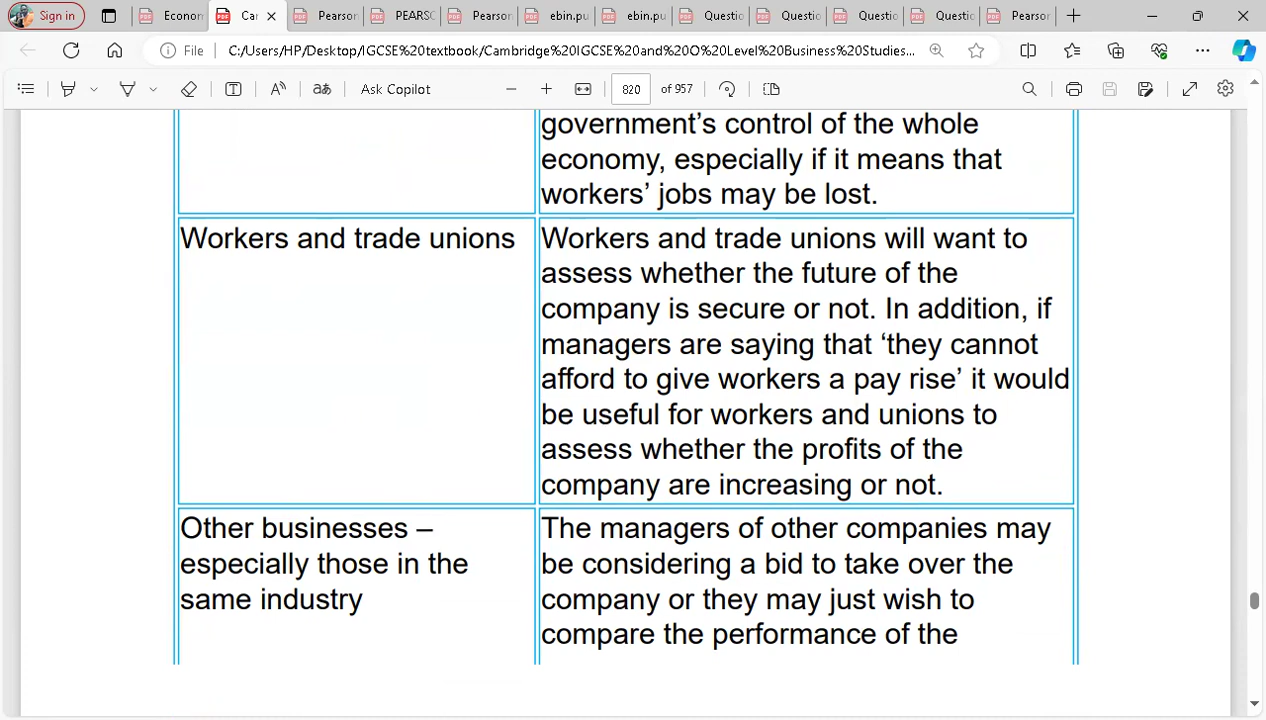 Sign in
Econom
Car
Pearson
PEARSO
Pearson
ebin.pu
ebin.pu
Questio
Questio
Questio
Questio
Pearson
File
C:/Users/HP/Desktop/IGCSE%20textbook/Cambridge%20IGCSE%20and%20O%20Level%20Business%20Studies...
Ask Copilot
820 of 957
government’s control of the whole
economy, especially if it means that
workers’ jobs may be lost.
Workers and trade unions
Workers and trade unions will want to
assess whether the future of the
company is secure or not. In addition, if
managers are saying that ‘they cannot
afford to give workers a pay rise’ it would
be useful for workers and unions to
assess whether the profits of the
company are increasing or not.
Other businesses –
especially those in the
same industry
The managers of other companies may
be considering a bid to take over the
company or they may just wish to
compare the performance of the